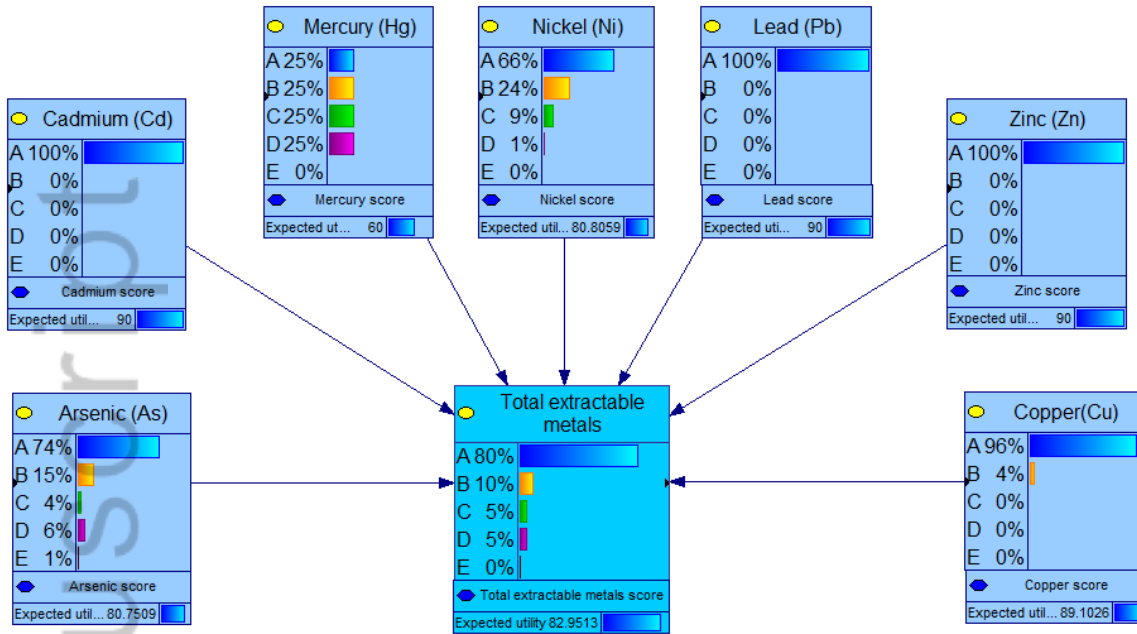 Mercury (Hg)
A 25%
B 25%
C 25%
D 25%
E 0%
Mercury score
Expected ut... 60
Nickel (Ni)
A 66%
B 24%
C 9%
D 1%
E 0%
Nickel score
Expected util... 80.8059
Lead (Pb)
A 100%
B 0%
C 0%
D 0%
E 0%
Lead score
Expected uti... 90
Cadmium (Cd)
A 100%
B 0%
C 0%
D 0%
E 0%
Cadmium score
Expected util... 90
Zinc (Zn)
A 100%
B 0%
C 0%
D 0%
E 0%
Zinc score
Expected util... 90
Arsenic (As)
A 74%
B 15%
C 4%
D 6%
E 1%
Arsenic score
Expected util... 80.7509
Total extractable
metals
A 80%
B 10%
C 5%
D 5%
E 0%
Total extractable metals score
Expected utility 82.9513
Copper(Cu)
A 96%
B 4%
C 0%
D 0%
E 0%
Copper score
Expected util... 89.1026
uscript